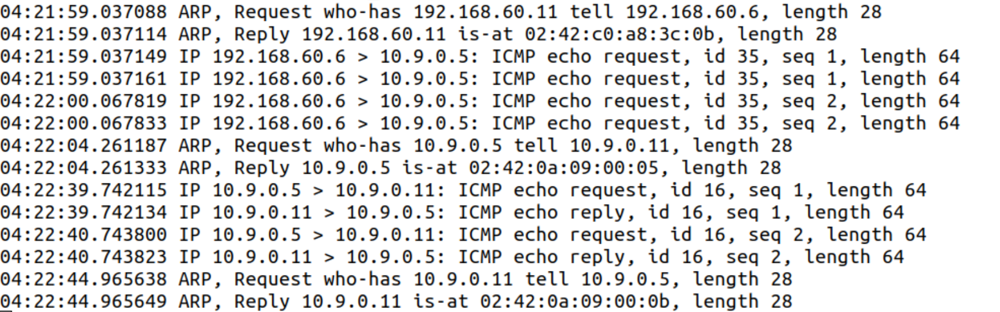 04:21:59.037088 ARP, Request who-has 192.168.60.11 tell 192.168.60.6, length 28
04:21:59.037114 ARP, Reply 192.168.60.11 is-at 02:42:c0:a8:3c:0b, length 28
04:21:59.037149 IP 192.168.60.6 > 10.9.0.5: ICMP echo request, id 35, seq 1, length 64
04:21:59.037161 IP 192.168.60.6 > 10.9.0.5: ICMP echo request, id 35, seq 1, length 64
04:22:00.067819 IP 192.168.60.6 > 10.9.0.5: ICMP echo request, id 35, seq 2, length 64
04:22:00.067833 IP 192.168.60.6 > 10.9.0.5: ICMP echo request, id 35, seq 2, length 64
04:22:04.261187 ARP, Request who-has 10.9.0.5 tell 10.9.0.11, length 28
04:22:04.261333 ARP, Reply 10.9.0.5 is-at 02:42:0a:09:00:05, length 28
04:22:39.742115 IP 10.9.0.5 > 10.9.0.11: ICMP echo request, id 16, seq 1, length 64
04:22:39.742134 IP 10.9.0.11 > 10.9.0.5: ICMP echo reply, id 16, seq 1, length 64
04:22:40.743800 IP 10.9.0.5 > 10.9.0.11: ICMP echo request, id 16, seq 2, length 64
04:22:40.743823 IP 10.9.0.11 > 10.9.0.5: ICMP echo reply, id 16, seq 2, length 64
04:22:44.965638 ARP, Request who-has 10.9.0.11 tell 10.9.0.5, length 28
04:22:44.965649 ARP, Reply 10.9.0.11 is-at 02:42:0a:09:00:0b, length 28